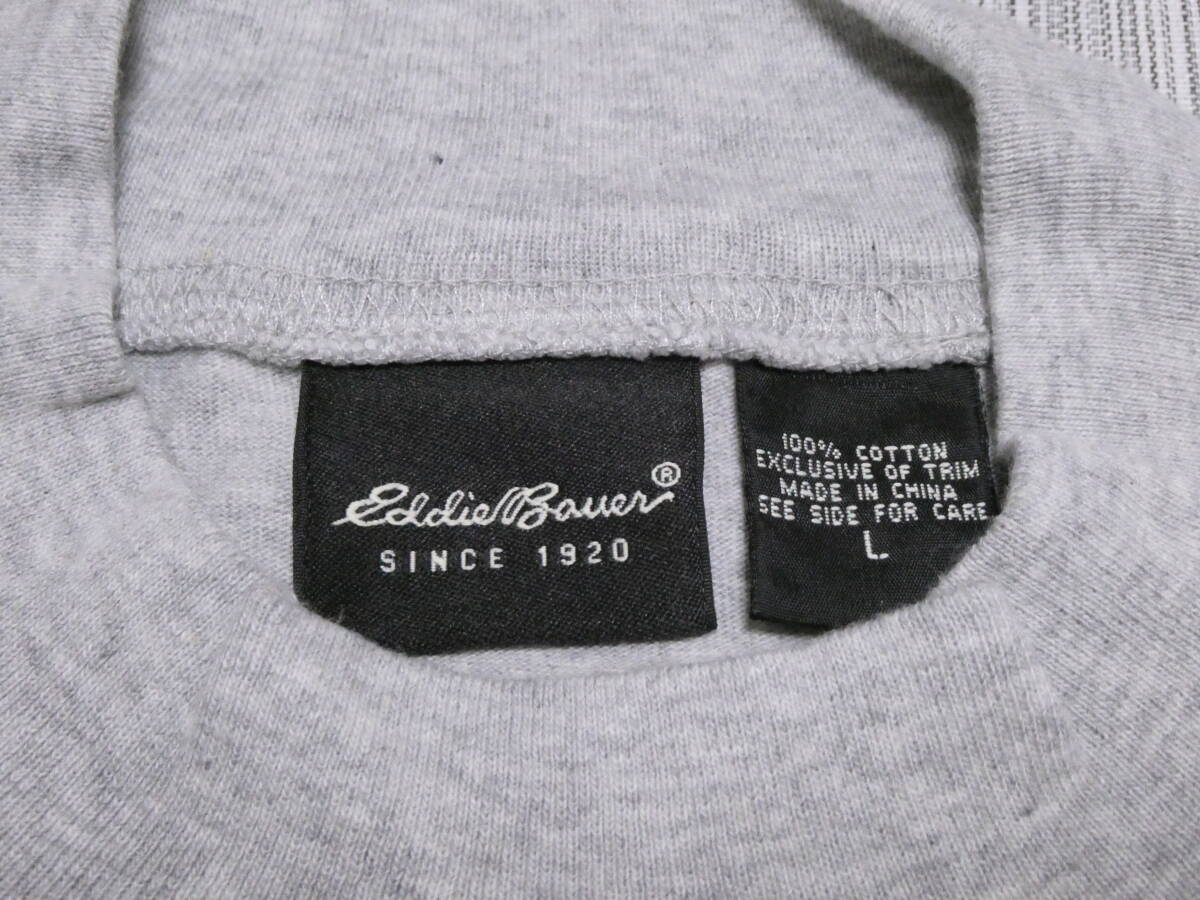 Eddie Bauer®
SINCE 1920
100% COTTON
EXCLUSIVE OF TRIM
MADE IN CHINA
SEE SIDE FOR CARE
L